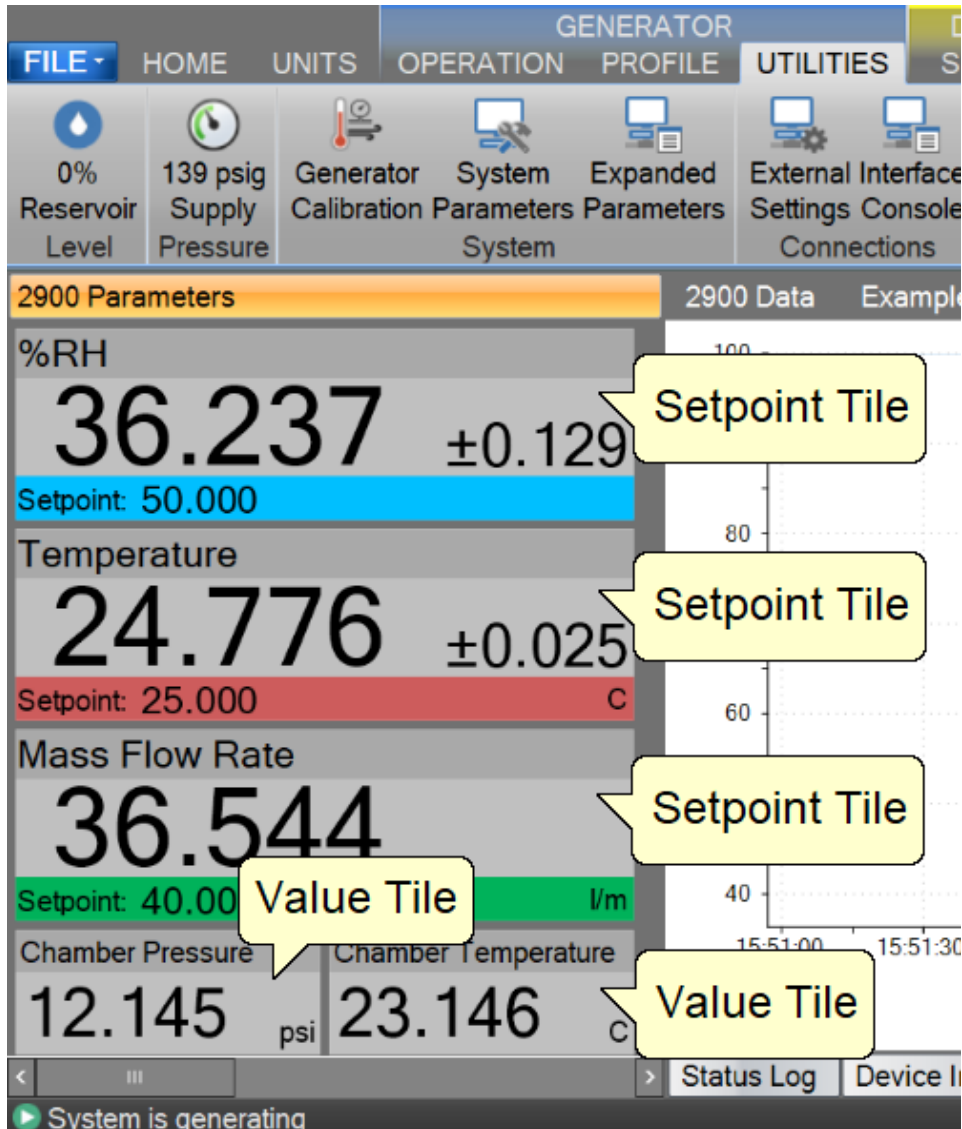 GENERATOR
FILE HOME UNITS OPERATION PROFILE UTILITIES
0% Reservoir
Level
139 psig Supply
Pressure
Generator Calibration
System Parameters
Expanded Parameters
System
External Settings
Interface Console
Connections
2900 Parameters
2900 Data
%RH
36.237 ±0.129
Setpoint: 50.000
Setpoint Tile
Temperature
24.776 ±0.025
Setpoint: 25.000 C
Setpoint Tile
Mass Flow Rate
36.544
Setpoint: 40.00 l/m
Setpoint Tile
Value Tile
Chamber Pressure
12.145 psi
Chamber Temperature
23.146 C
Value Tile
100
80
60
40
15:51:00 15:51:30
Status Log
Device
System is generating